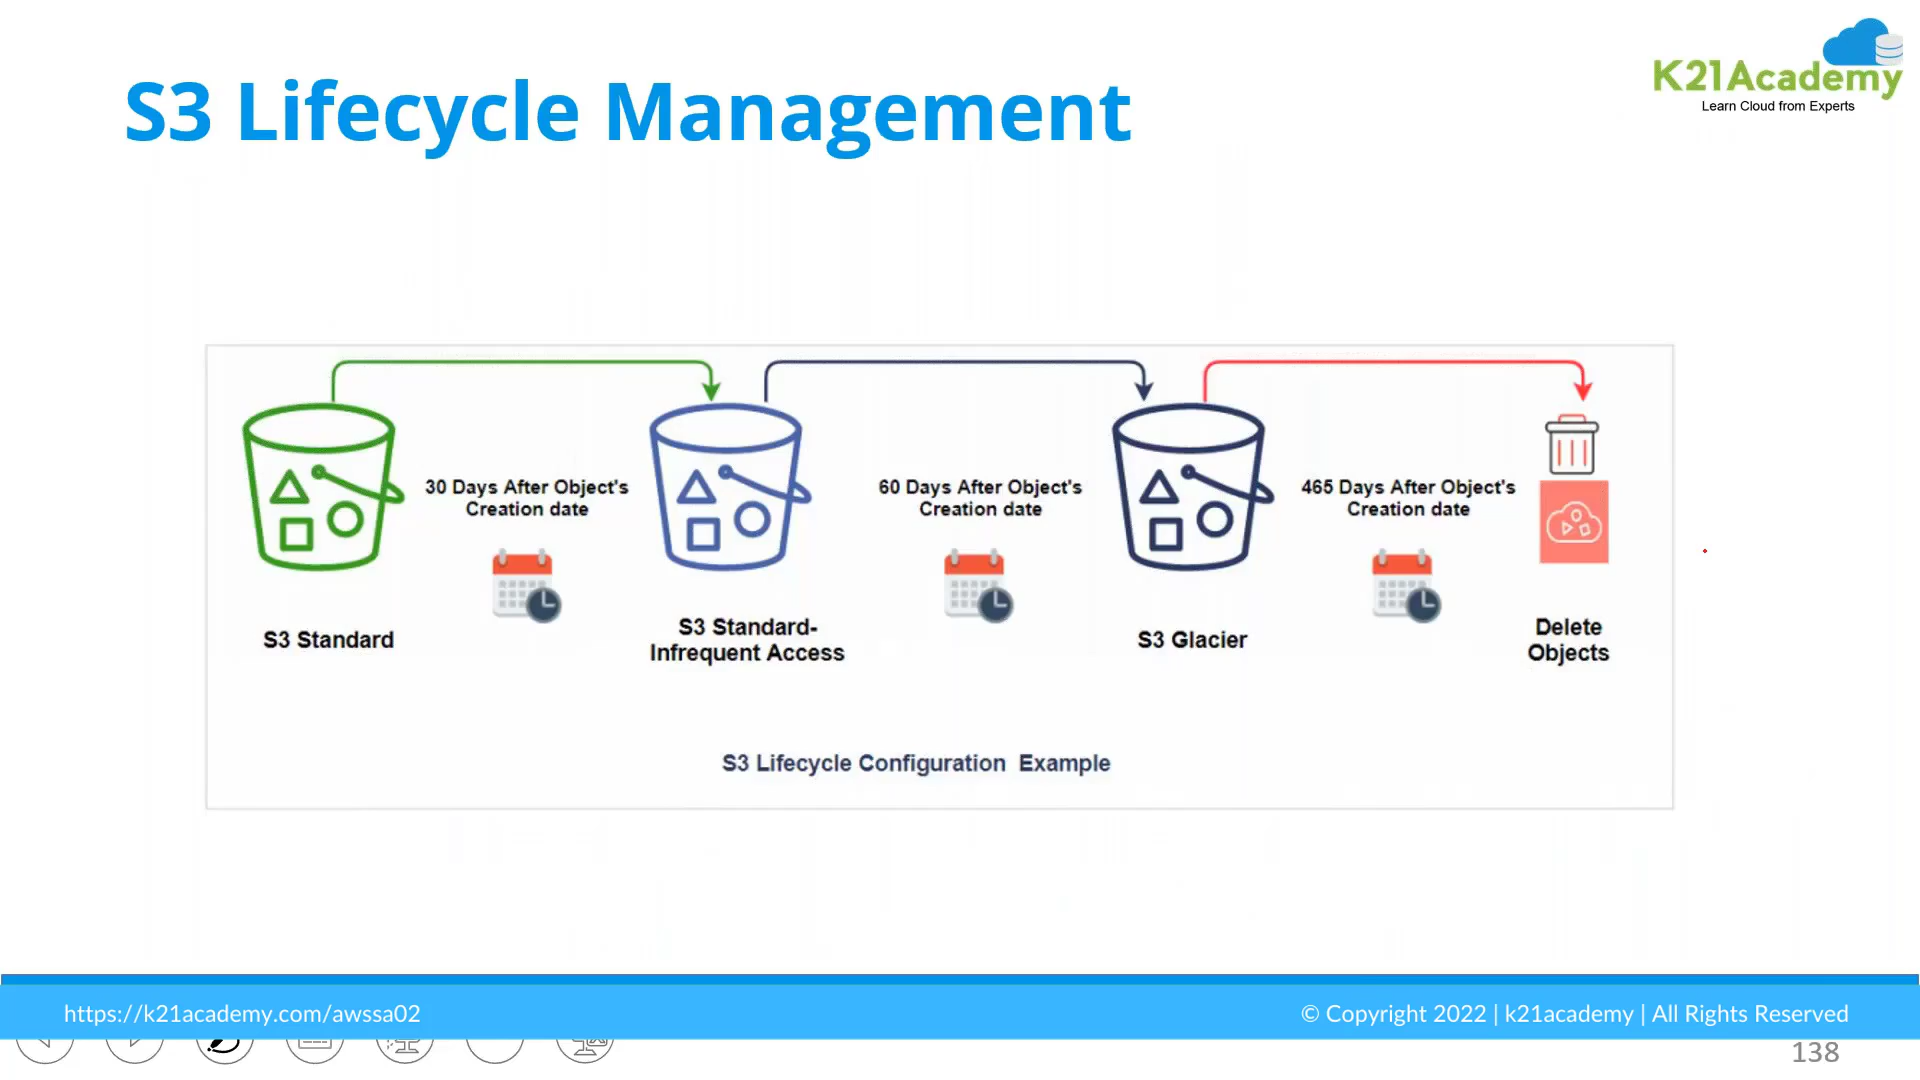 S3 Lifecycle Management
K21Academy
Learn Cloud from Experts
30 Days After Object's
Creation date
60 Days After Object's
Creation date
465 Days After Object's
Creation date
S3 Standard
S3 Standard-
Infrequent Access
S3 Glacier
Delete
Objects
S3 Lifecycle Configuration Example
https://k21academy.com/awssa02
© Copyright 2022 | k21academy | All Rights Reserved
138